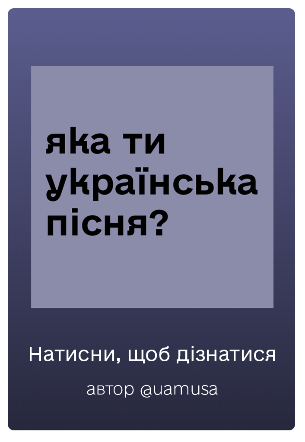 яка ти
українська
пісня?
Натисни, щоб дізнатися
автор @uamusa